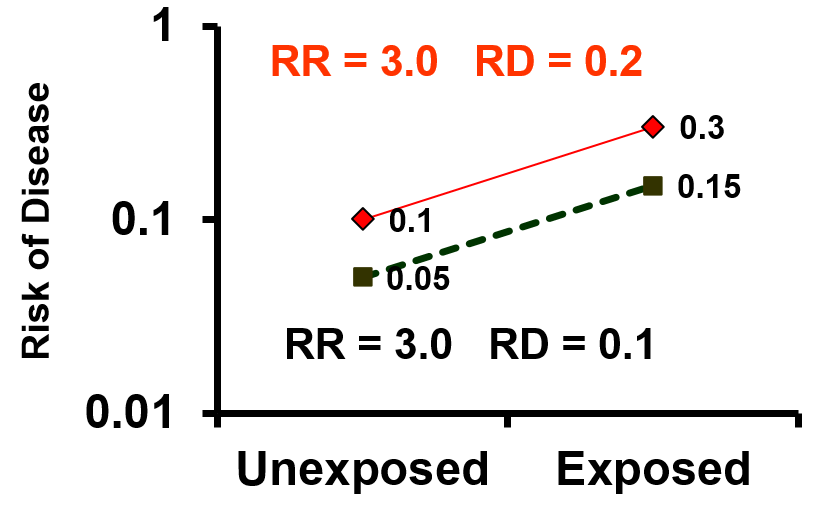 1
RR = 3.0 RD = 0.2
0.3
0.15
0.1
0.1
0.05
RR = 3.0 RD = 0.1
0.01
Unexposed Exposed
Risk of Disease